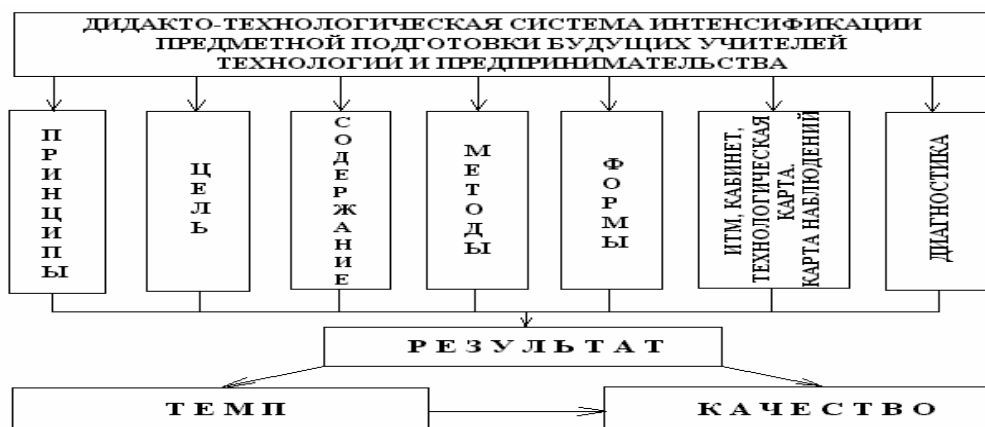 ДИДАКТО-ТЕХНОЛОГИЧЕСКАЯ СИСТЕМА ИНТЕНСИФИКАЦИИ
ПРЕДМЕТНОЙ ПОДГОТОВКИ БУДУЩИХ УЧИТЕЛЕЙ
ТЕХНОЛОГИИ И ПРЕДПРИНИМАТЕЛЬСТВА
ПРИНЦИПЫ
ЦЕЛЬ
СОДЕРЖАНИЕ
МЕТОДЫ
ФОРМЫ
ИТМ, КАБИНЕТ,
ТЕХНОЛОГИЧЕСКАЯ
КАРТА.
КАРТА НАБЛЮДЕНИЙ
ДИАГНОСТИКА
РЕЗУЛЬТАТ
ТЕМП
КАЧЕСТВО